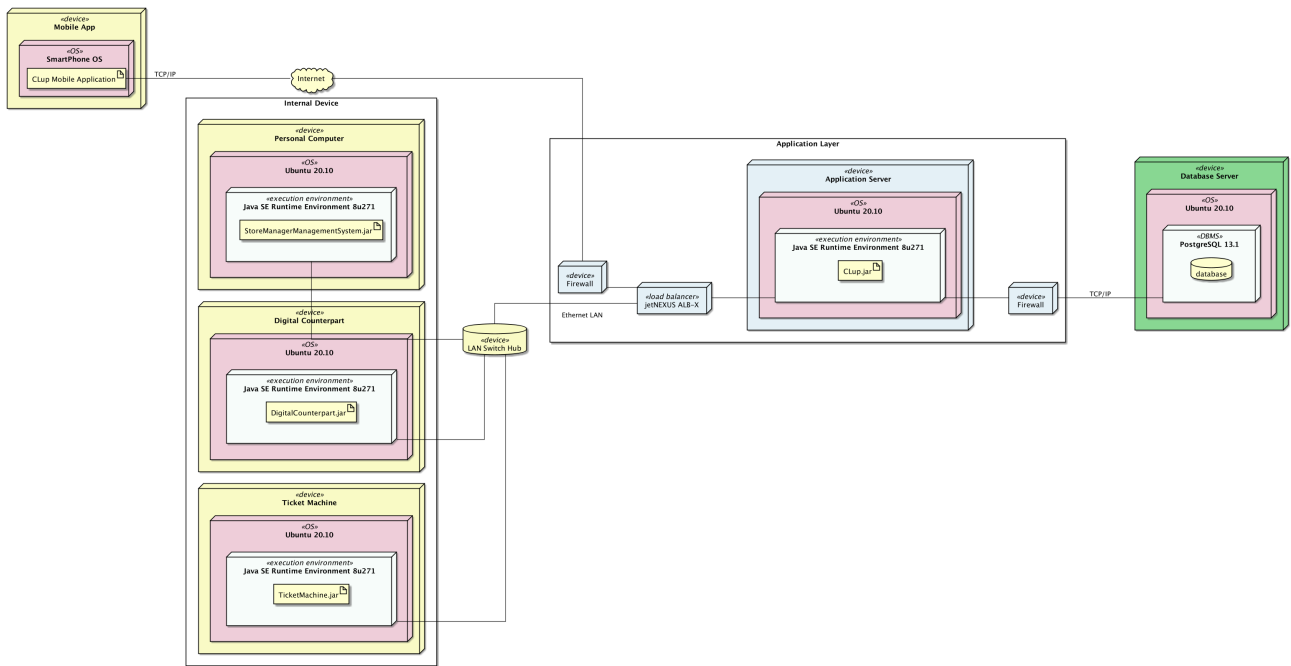 «device»
Mobile App
«OS»
SmartPhone OS
CLup Mobile Application
TCP/IP
Internet
Internal Device
«device»
Personal Computer
«OS»
Ubuntu 20.10
«execution environment»
Java SE Runtime Environment 8u271
StoreManagerManagementSystem.jar
«device»
Digital Counterpart
«OS»
Ubuntu 20.10
«execution environment»
Java SE Runtime Environment 8u271
DigitalCounterpart.jar
«device»
Ticket Machine
«OS»
Ubuntu 20.10
«execution environment»
Java SE Runtime Environment 8u271
TicketMachine.jar
«device»
LAN Switch Hub
Application Layer
«device»
Firewall
Ethernet LAN
«load balancer»
jetNEXUS ALB-X
«device»
Application Server
«OS»
Ubuntu 20.10
«execution environment»
Java SE Runtime Environment 8u271
CLup.jar
«device»
Firewall
TCP/IP
«device»
Database Server
«OS»
Ubuntu 20.10
«DBMS»
PostgreSQL 13.1
database